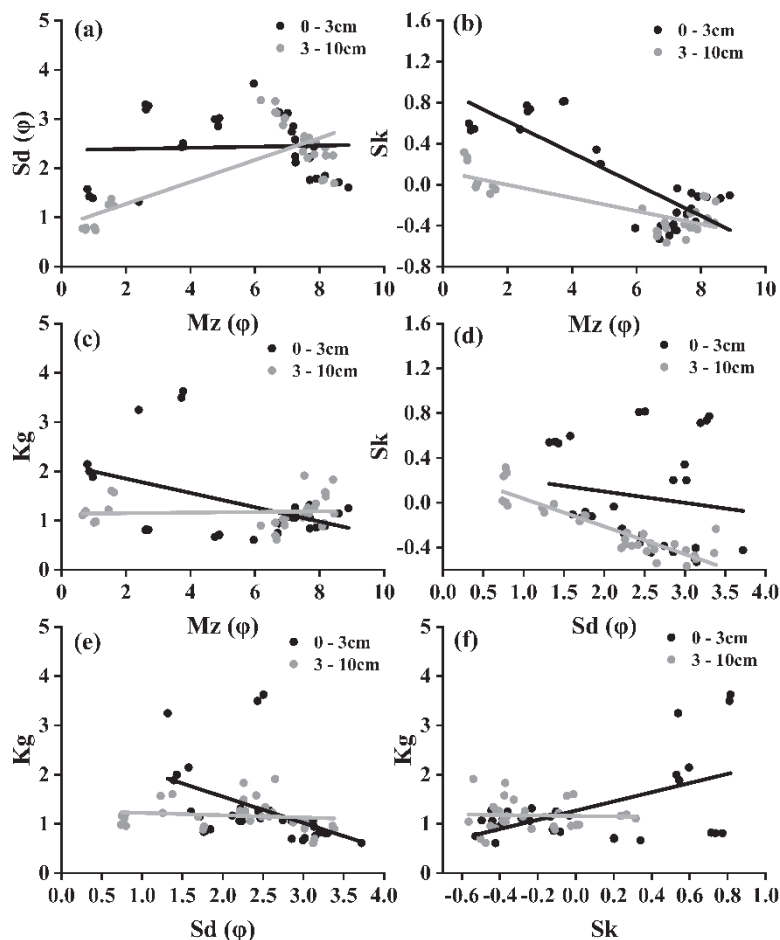 (a)
0 - 3cm
3 - 10cm
Sd (φ)
5
4
3
2
1
0
0 2 4 6 8 10
Mz (φ)
(b)
0 - 3cm
3 - 10cm
Sk
1.6
1.2
0.8
0.4
0.0
-0.4
-0.8
0 2 4 6 8 10
Mz (φ)
(c)
0 - 3cm
3 - 10cm
Kg
5
4
3
2
1
0
0 2 4 6 8 10
Mz (φ)
(d)
0 - 3cm
3 - 10cm
Sk
1.6
1.2
0.8
0.4
0.0
-0.4
0.0 0.5 1.0 1.5 2.0 2.5 3.0 3.5 4.0
Sd (φ)
(e)
0 - 3cm
3 - 10cm
Kg
5
4
3
2
1
0
0.0 0.5 1.0 1.5 2.0 2.5 3.0 3.5 4.0
Sd (φ)
(f)
0 - 3cm
3 - 10cm
Kg
5
4
3
2
1
0
-0.6 -0.4 -0.2 0.0 0.2 0.4 0.6 0.8 1.0
Sk